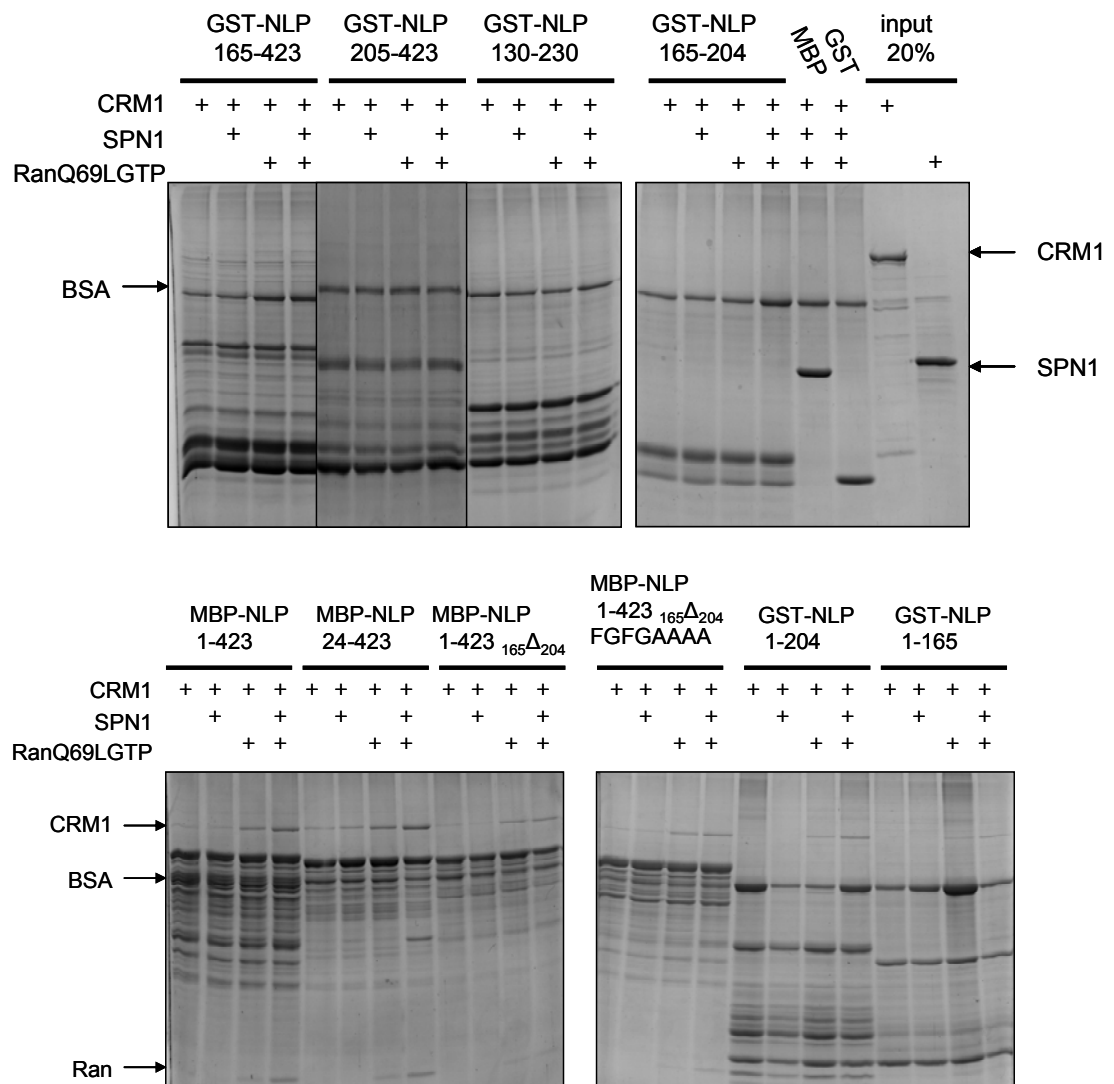 GST-NLP 165-423
GST-NLP 205-423
GST-NLP 130-230
GST-NLP 165-204
MBP
GST
input 20%
CRM1 + + + + + + + + + + + + + + + + + + +
SPN1 + + + + + + + + + +
RanQ69LGTP + + + + + + + + + + +
BSA
CRM1
SPN1
MBP-NLP 1-423
MBP-NLP 24-423
MBP-NLP 1-423 165Δ204
MBP-NLP 1-423 165Δ204 FGFGAAAA
GST-NLP 1-204
GST-NLP 1-165
CRM1 + + + + + + + + + + + + + + + + + + + + + + + +
SPN1 + + + + + + + + + + + +
RanQ69LGTP + + + + + + + + + + + +
CRM1
BSA
Ran